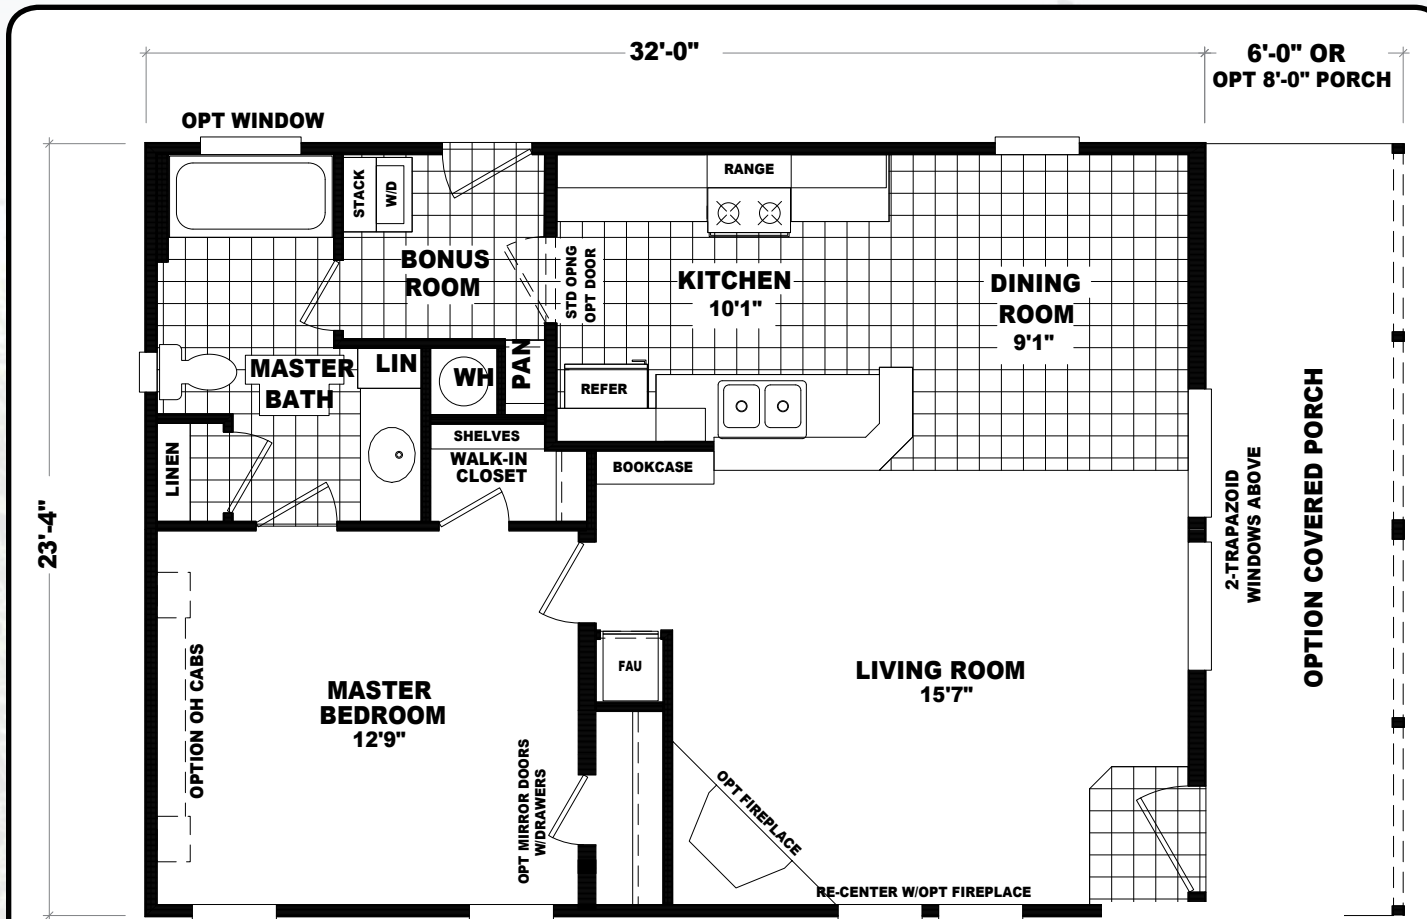 32'-0"
6'-0" OR
OPT 8'-0" PORCH
OPT WINDOW
RANGE
STACK
W/D
BONUS
ROOM
STD OPNG
OPT DOOR
KITCHEN
10'1"
DINING
ROOM
9'1"
MASTER
BATH
LIN
WH
PAN
REFER
LINEN
SHELVES
WALK-IN
CLOSET
BOOKCASE
23'-4"
2-TRAPAZOID
WINDOWS ABOVE
OPTION COVERED PORCH
OPTION OH CABS
MASTER
BEDROOM
12'9"
FAU
LIVING ROOM
15'7"
OPT MIRROR DOORS
W/DRAWERS
OPT FIREPLACE
RE-CENTER W/OPT FIREPLACE